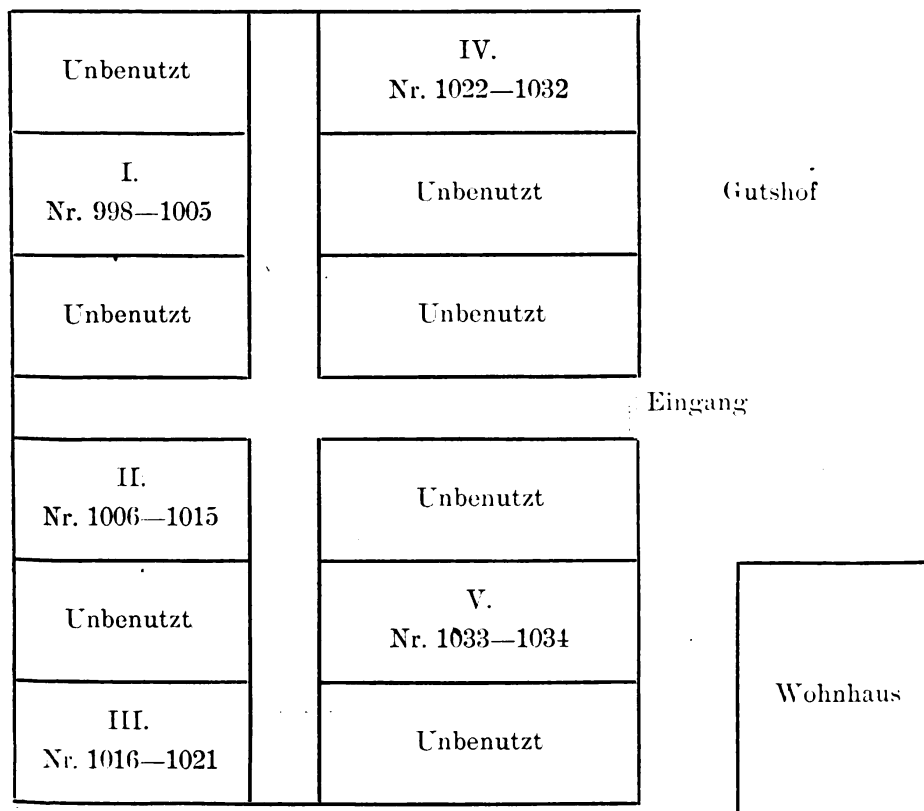 Unbenutzt
IV.
Nr. 1022—1032
I.
Nr. 998—1005
Unbenutzt
Gutshof
Unbenutzt
Unbenutzt
Eingang
II.
Nr. 1006—1015
Unbenutzt
Unbenutzt
V.
Nr. 1033—1034
Wohnhaus
III.
Nr. 1016—1021
Unbenutzt